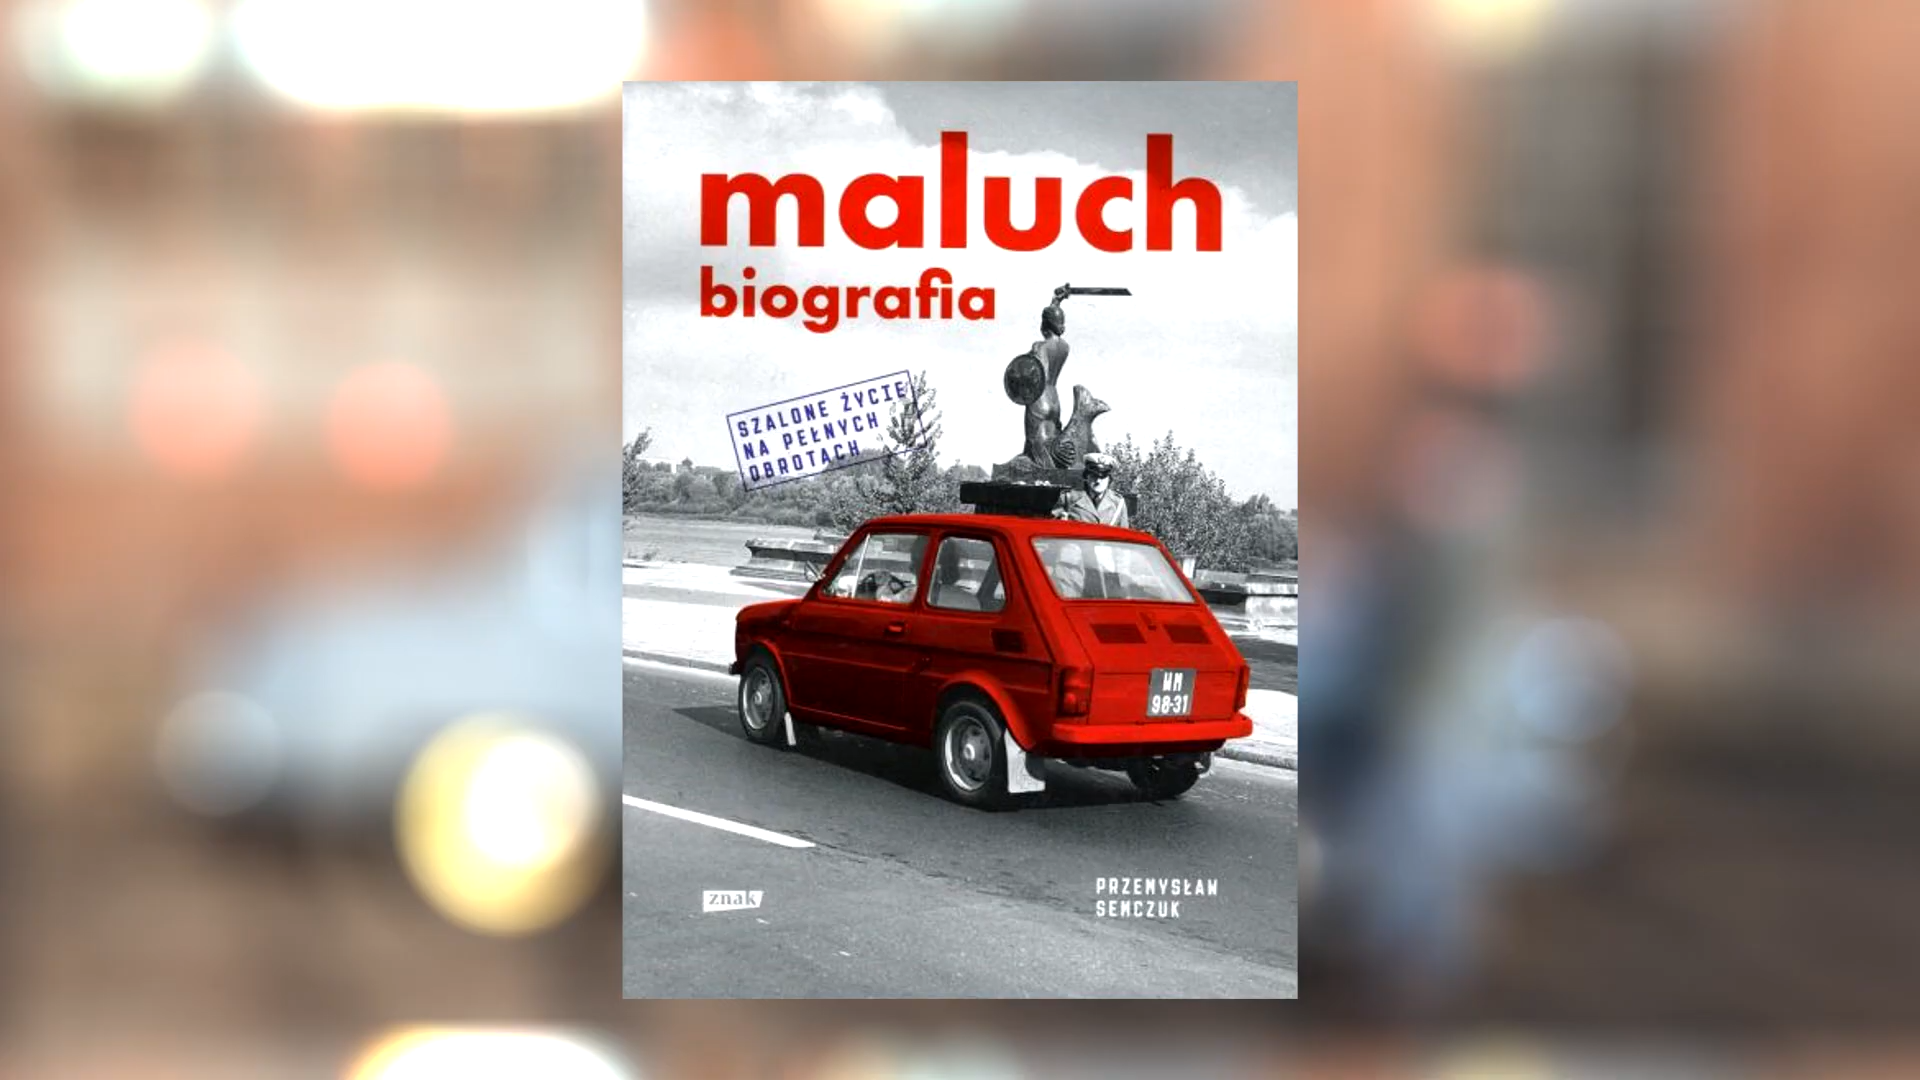 maluch
biografia
SZALONE ŻYCIE
NA PEŁNYCH
OBROTACH
WM
98-31
znak
PRZEMYSŁAW
SEMCZUK